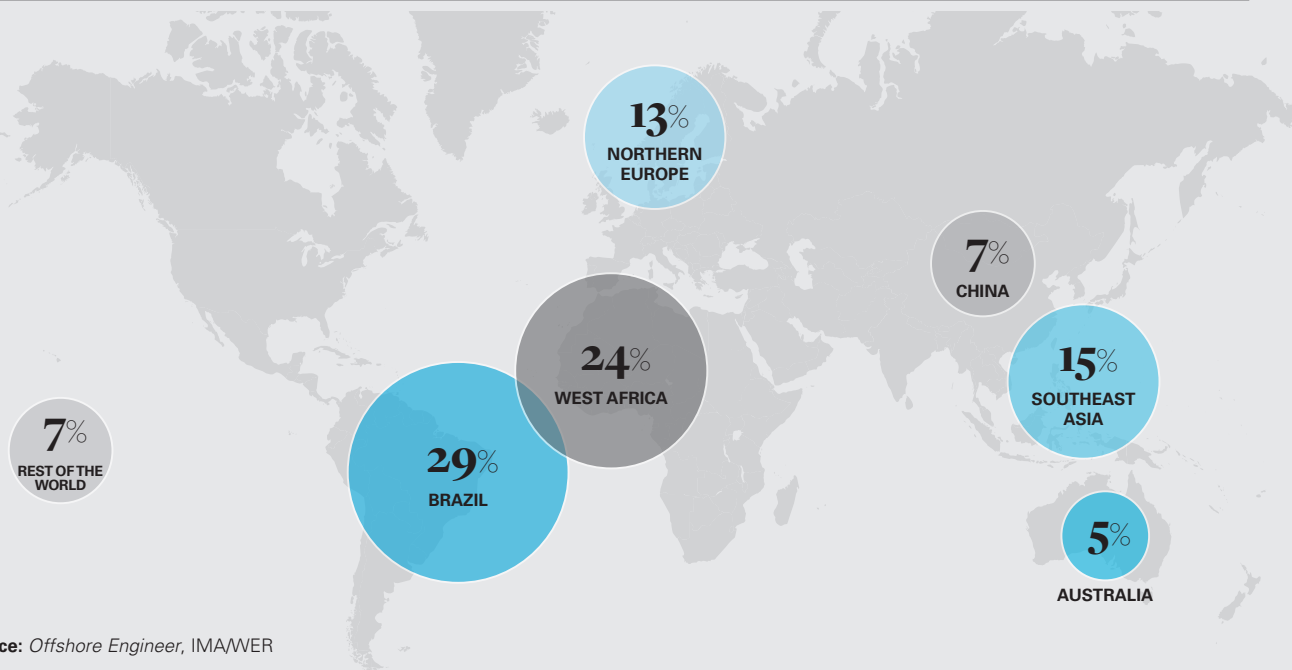 13%
NORTHERN
EUROPE
7%
CHINA
24%
WEST AFRICA
15%
SOUTHEAST
ASIA
7%
REST OF THE
WORLD
29%
BRAZIL
5%
AUSTRALIA
ce: Offshore Engineer, IMA/WER